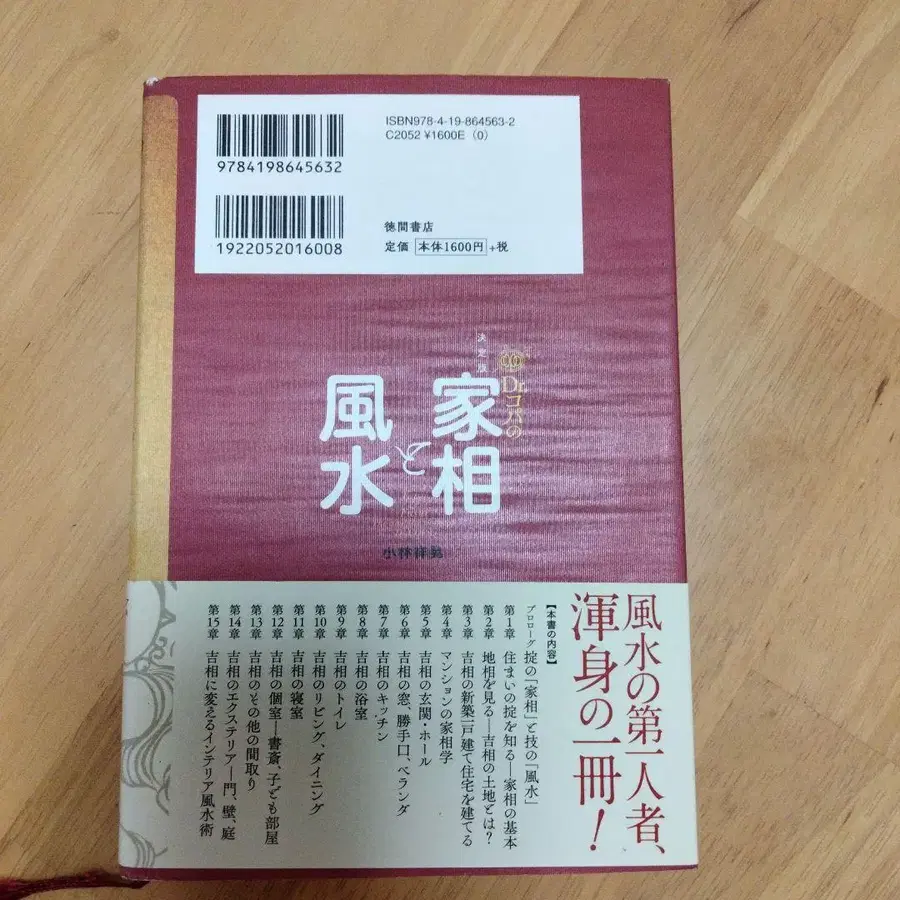 ISBN978-4-19-864563-2
C2052 ¥1600E (0)
9784198645632
1922052016008
徳間書店
定価 本体1600円 +税
決定版
Dr.コパの
家相
と
風水
小林祥晃
風水の第一人者、
渾身の一冊!
【本書の内容】
プロローグ 掟の「家相」と技の「風水」
第1章 住まいの掟を知る—家相の基本
第2章 地相を見る—吉相の土地とは?
第3章 吉相の新築一戸建て住宅を建てる
第4章 マンションの家相学
第5章 吉相の玄関・ホール
第6章 吉相の窓、勝手口、ベランダ
第7章 吉相のキッチン
第8章 吉相の浴室
第9章 吉相のトイレ
第10章 吉相のリビング、ダイニング
第11章 吉相の寝室
第12章 吉相の個室—書斎、子ども部屋
第13章 吉相のその他の間取り
第14章 吉相のエクステリア—門、壁、庭
第15章 吉相に変えるインテリア風水術